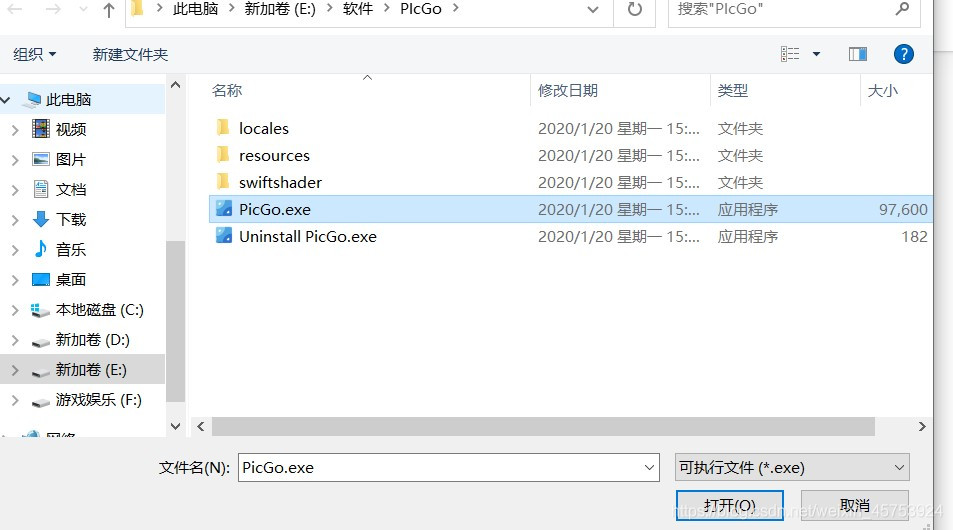 此电脑 > 新加卷 (E:) > 软件 > PIcGo >
搜索"PIcGo"
组织
新建文件夹
?
名称 修改日期 类型 大小
此电脑
视频
图片
文档
下载
音乐
桌面
本地磁盘 (C:)
新加卷 (D:)
新加卷 (E:)
游戏娱乐 (F:)
网络
locales 2020/1/20 星期一 15:... 文件夹
resources 2020/1/20 星期一 15:... 文件夹
swiftshader 2020/1/20 星期一 15:... 文件夹
PicGo.exe 2020/1/20 星期一 15:... 应用程序 97,600
Uninstall PicGo.exe 2020/1/20 星期一 15:... 应用程序 182
文件名(N): PicGo.exe 可执行文件 (*.exe)
打开(O) 取消
https://blog.csdn.net/weixin_45753924